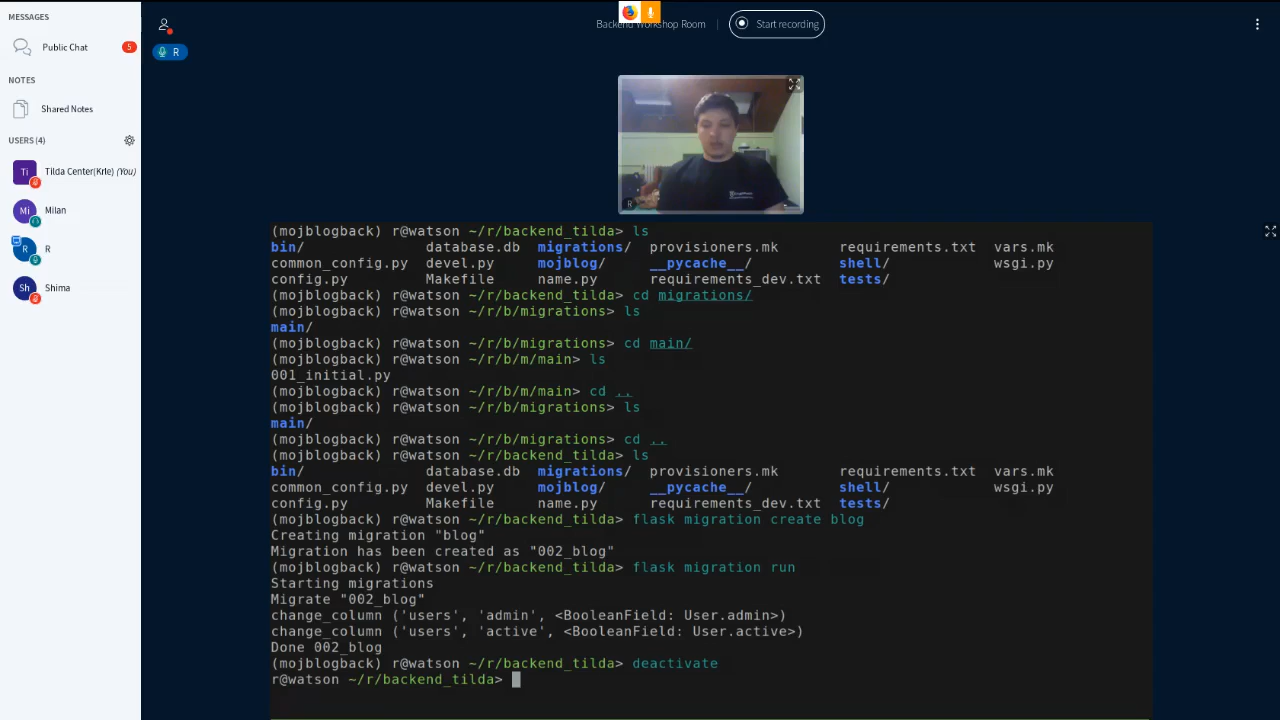 MESSAGES
Public Chat
5
NOTES
Shared Notes
USERS (4)
Ti
Tilda Center(Krle) (You)
Mi
Milan
R
R
Sh
Shima
Backend Workshop Room
Start recording
R
R
(mojblogback) r@watson ~/r/backend_tilda> ls
bin/ database.db migrations/ provisioners.mk requirements.txt vars.mk
common_config.py devel.py mojblog/ __pycache__/ shell/ wsgi.py
config.py Makefile name.py requirements_dev.txt tests/
(mojblogback) r@watson ~/r/backend_tilda> cd migrations/
(mojblogback) r@watson ~/r/b/migrations> ls
main/
(mojblogback) r@watson ~/r/b/migrations> cd main/
(mojblogback) r@watson ~/r/b/m/main> ls
001_initial.py
(mojblogback) r@watson ~/r/b/m/main> cd ..
(mojblogback) r@watson ~/r/b/migrations> ls
main/
(mojblogback) r@watson ~/r/b/migrations> cd ..
(mojblogback) r@watson ~/r/backend_tilda> ls
bin/ database.db migrations/ provisioners.mk requirements.txt vars.mk
common_config.py devel.py mojblog/ __pycache__/ shell/ wsgi.py
config.py Makefile name.py requirements_dev.txt tests/
(mojblogback) r@watson ~/r/backend_tilda> flask migration create blog
Creating migration "blog"
Migration has been created as "002_blog"
(mojblogback) r@watson ~/r/backend_tilda> flask migration run
Starting migrations
Migrate "002_blog"
change_column ('users', 'admin', <BooleanField: User.admin>)
change_column ('users', 'active', <BooleanField: User.active>)
Done 002_blog
(mojblogback) r@watson ~/r/backend_tilda> deactivate
r@watson ~/r/backend_tilda>